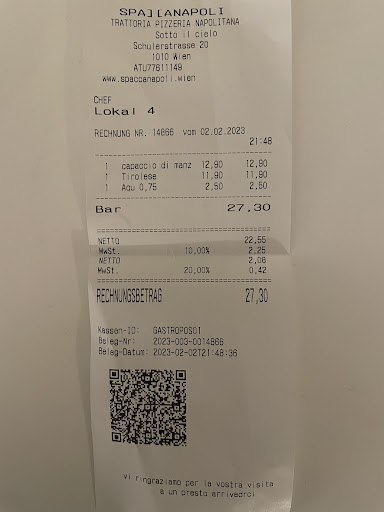 SPA][ANAPOLI
TRATTORIA PIZZERIA NAPOLITANA
Sotto il cielo
Schulerstrasse 20
1010 Wien
ATU77611149
www.spaccanapoli.wien
CHEF
Lokal 4
RECHNUNG NR. 14866 vom 02.02.2023
21:48
1 capaccio di manz 12,90 12,90
1 Tirolese 11,90 11,90
1 Aqu 0,75 2,50 2,50
Bar 27,30
NETTO 22,55
MwSt. 10,00% 2,25
NETTO 2,08
MwSt. 20,00% 0,42
RECHNUNGSBETRAG 27,30
Kassen-ID: GASTROPOS01
Beleg-Nr: 2023-003-0014866
Beleg-Datum: 2023-02-02T21:48:36
Vi ringraziamo per la vostra visita
e un presto arrivedroi